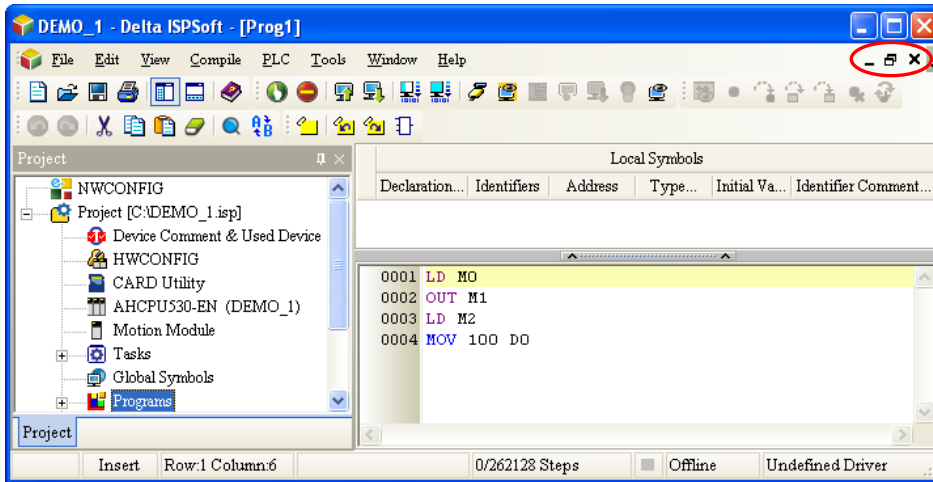 DEMO_1 - Delta ISPSoft - [Prog1]
File Edit View Compile PLC Tools Window Help
Project
NWCONFIG
Project [C:\DEMO_1.isp]
Device Comment & Used Device
HWCONFIG
CARD Utility
AHCPU530-EN (DEMO_1)
Motion Module
Tasks
Global Symbols
Programs
Project
Local Symbols
Declaration... Identifiers Address Type... Initial Va... Identifier Comment...
0001 LD M0
0002 OUT M1
0003 LD M2
0004 MOV 100 D0
Insert Row:1 Column:6 0/262128 Steps Offline Undefined Driver